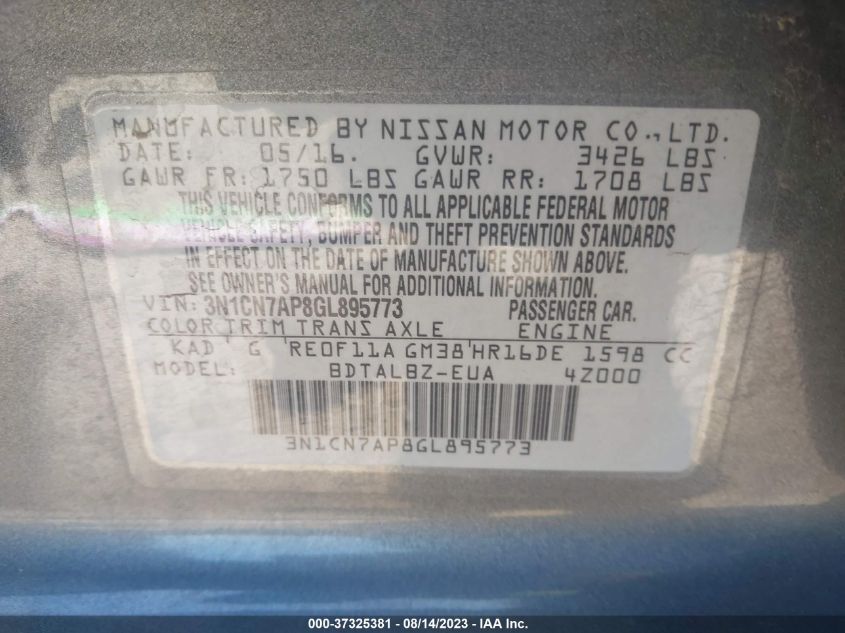 MANUFACTURED BY NISSAN MOTOR CO., LTD.
DATE: 05/16. GVWR: 3426 LBS
GAWR FR: 1750 LBS GAWR RR: 1708 LBS
THIS VEHICLE CONFORMS TO ALL APPLICABLE FEDERAL MOTOR
VEHICLE SAFETY, BUMPER AND THEFT PREVENTION STANDARDS
IN EFFECT ON THE DATE OF MANUFACTURE SHOWN ABOVE.
SEE OWNER'S MANUAL FOR ADDITIONAL INFORMATION.
VIN: 3N1CN7AP8GL895773 PASSENGER CAR.
COLOR TRIM TRANS AXLE ENGINE
KAD G RE0F11A GM38 HR16DE 1598 CC
MODEL: BDTALBZ-EUA 4Z000
3N1CN7AP8GL895773
000-37325381 - 08/14/2023 - IAA Inc.